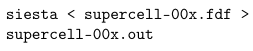 siesta < supercell-00x.fdf >
supercell-00x.out